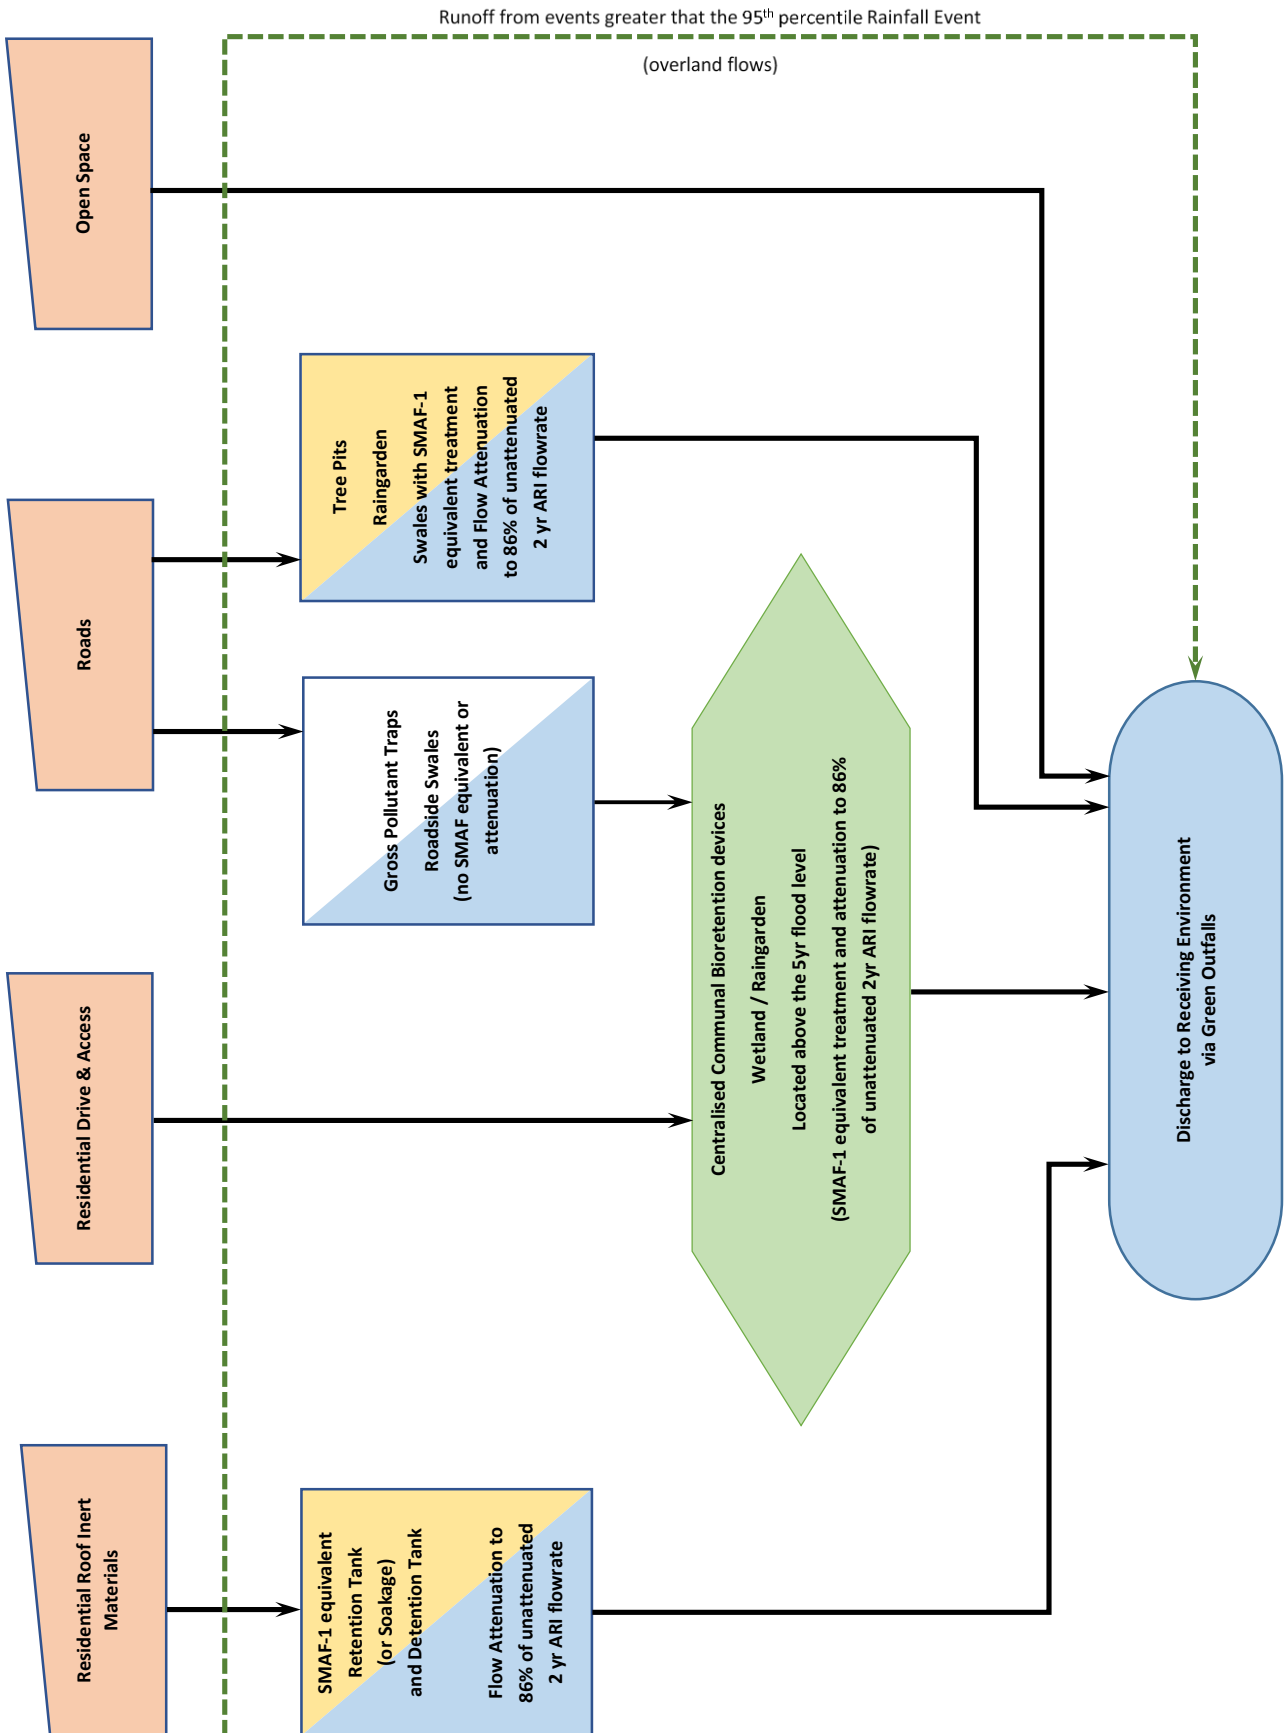 Runoff from events greater that the 95th percentile Rainfall Event
(overland flows)
Residential Roof Inert
Materials
Residential Drive & Access
Roads
Open Space
SMAF-1 equivalent
Retention Tank
(or Soakage)
and Detention Tank
Flow Attenuation to
86% of unattenuated
2 yr ARI flowrate
Gross Pollutant Traps
Roadside Swales
(no SMAF equivalent or
attenuation)
Tree Pits
Raingarden
Swales with SMAF-1
equivalent treatment
and Flow Attenuation
to 86% of unattenuated
2 yr ARI flowrate
Centralised Communal Bioretention devices
Wetland / Raingarden
Located above the 5yr flood level
(SMAF-1 equivalent treatment and attenuation to 86%
of unattenuated 2yr ARI flowrate)
Discharge to Receiving Environment
via Green Outfalls